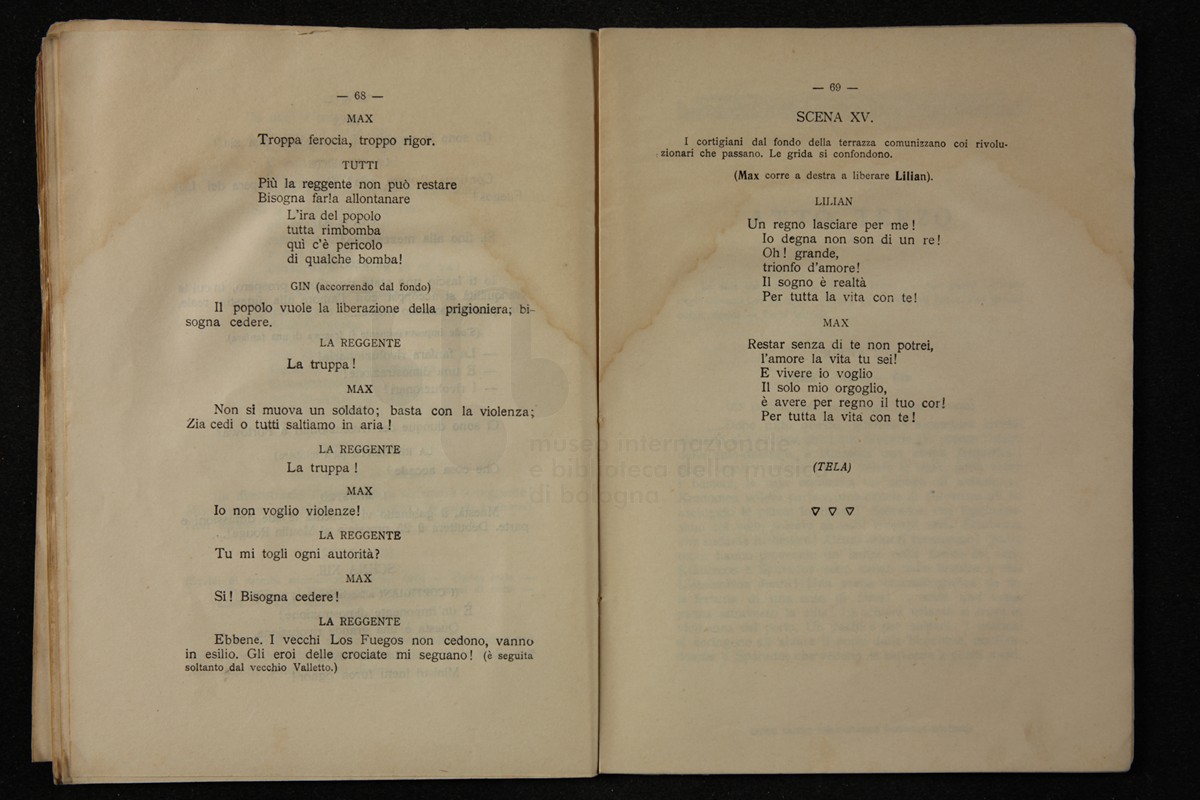 — 68 —
MAX
Troppa ferocia, troppo rigor.
TUTTI
Più la reggente non può restare
Bisogna farla allontanare
L'ira del popolo
tutta rimbomba
quì c'è pericolo
di qualche bomba!
GIN (accorrendo dal fondo)
Il popolo vuole la liberazione della prigioniera; bi-
sogna cedere.
LA REGGENTE
La truppa!
MAX
Non si muova un soldato; basta con la violenza;
Zia cedi o tutti saltiamo in aria!
LA REGGENTE
La truppa!
MAX
Io non voglio violenze!
LA REGGENTE
Tu mi togli ogni autorità?
MAX
Si! Bisogna cedere!
LA REGGENTE
Ebbene. I vecchi Los Fuegos non cedono, vanno
in esilio. Gli eroi delle crociate mi seguano! (è seguita
soltanto dal vecchio Valletto.)
— 69 —
SCENA XV.
I cortigiani dal fondo della terrazza comunizzano coi rivolu-
zionari che passano. Le grida si confondono.
(Max corre a destra a liberare Lilian).
LILIAN
Un regno lasciare per me!
Io degna non son di un re!
Oh! grande,
trionfo d'amore!
Il sogno è realtà
Per tutta la vita con te!
MAX
Restar senza di te non potrei,
l'amore la vita tu sei!
E vivere io voglio
Il solo mio orgoglio,
è avere per regno il tuo cor!
Per tutta la vita con te!
(TELA)
museo internazionale
e biblioteca della musica
di bologna